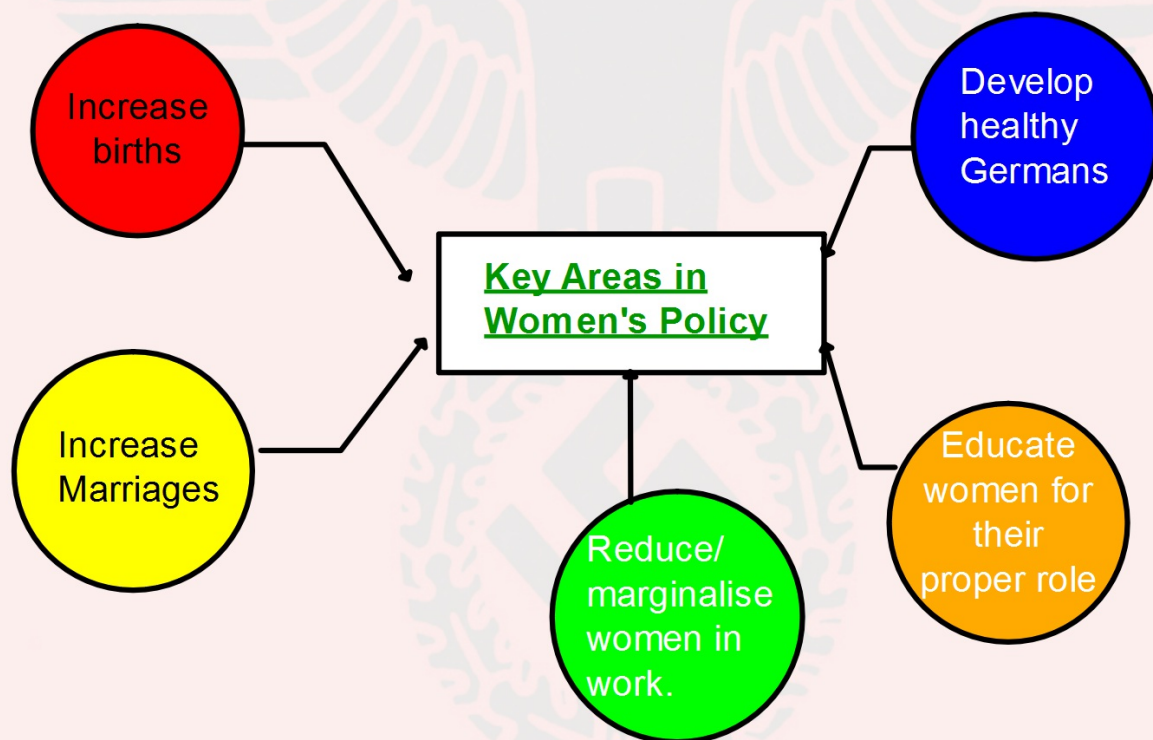 Increase
births
Develop
healthy
Germans
Key Areas in
Women's Policy
Increase
Marriages
Educate
women for
their
proper role
Reduce/
marginalise
women in
work.